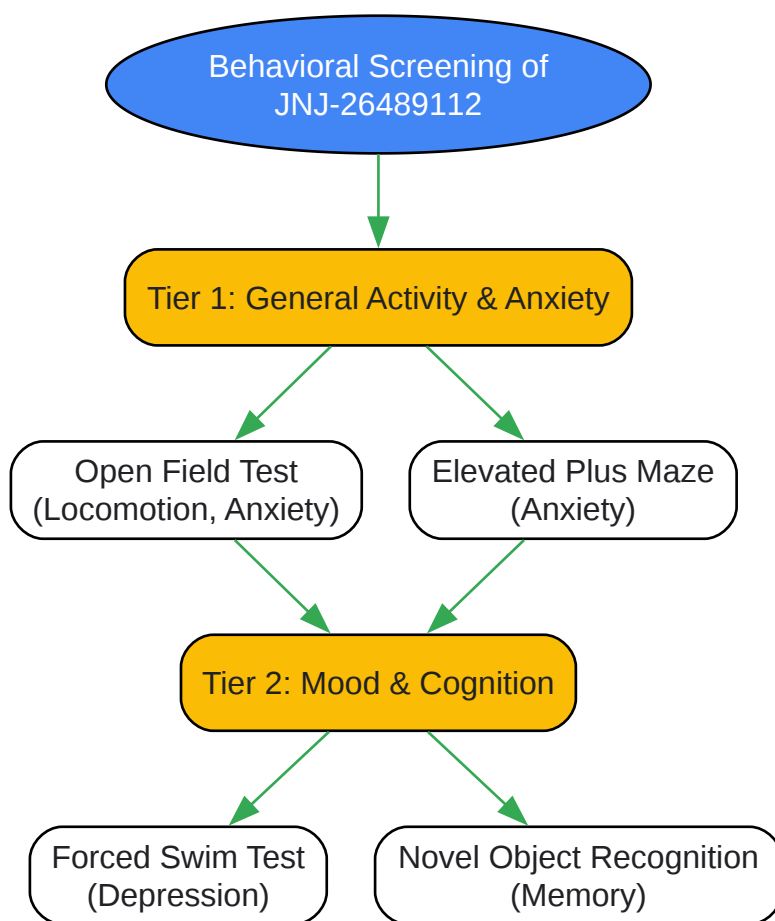 Behavioral Screening of
JNJ-26489112
Tier 1: General Activity & Anxiety
Open Field Test
(Locomotion, Anxiety)
Elevated Plus Maze
(Anxiety)
Tier 2: Mood & Cognition
Forced Swim Test
(Depression)
Novel Object Recognition
(Memory)